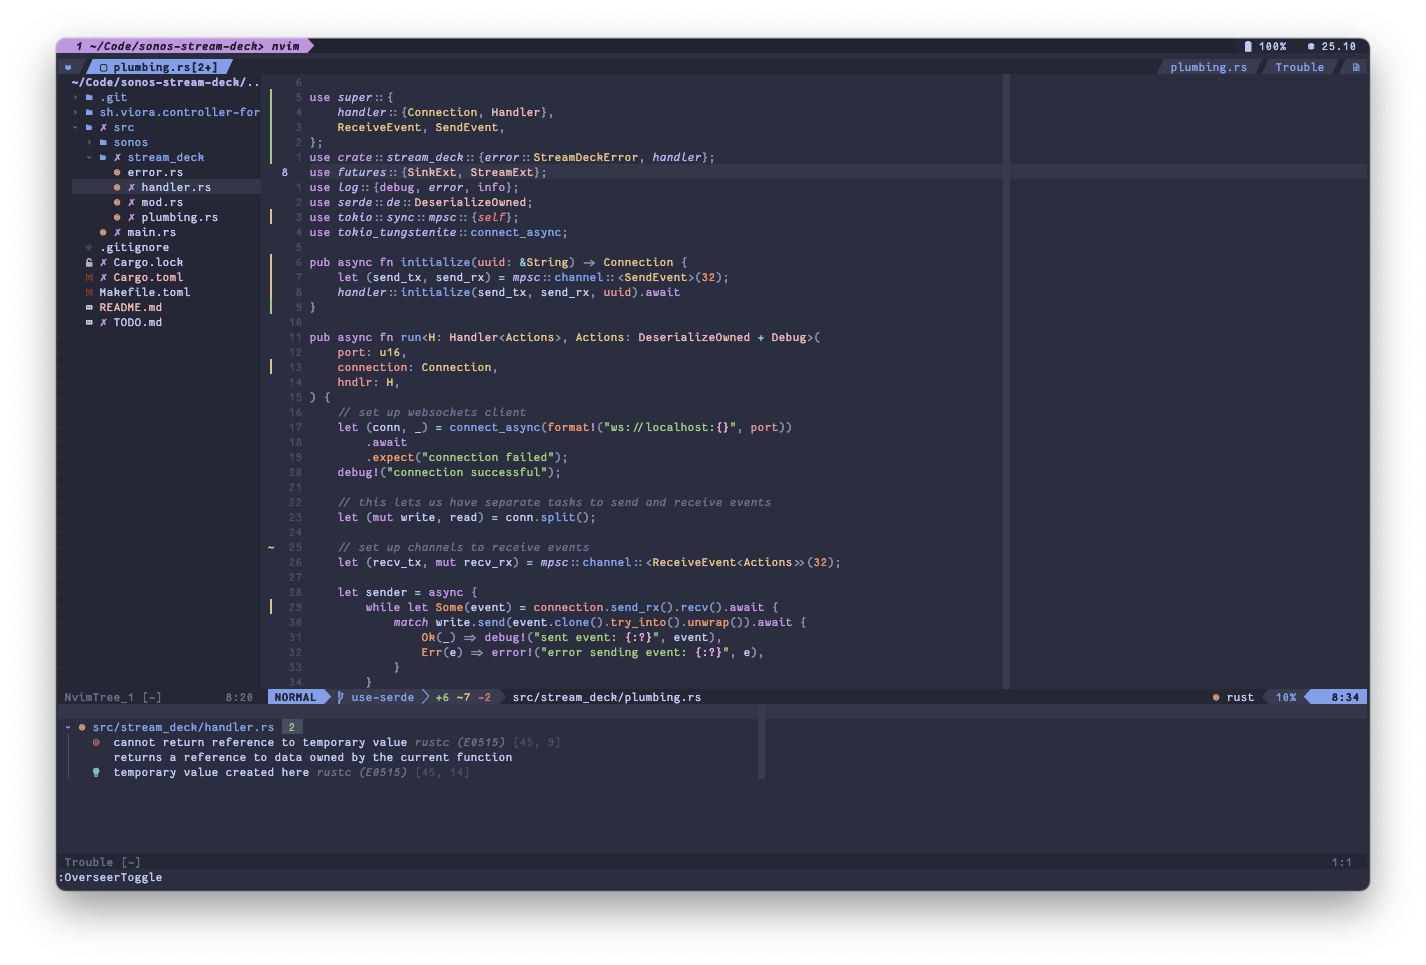 1 ~/Code/sonos-stream-deck> nvim
100% 25.10
plumbing.rs[2+]
plumbing.rs Trouble
~/Code/sonos-stream-deck/..
.git
sh.viora.controller-for
✗ src
sonos
✗ stream_deck
error.rs
✗ handler.rs
✗ mod.rs
✗ plumbing.rs
✗ main.rs
.gitignore
✗ Cargo.lock
✗ Cargo.toml
Makefile.toml
README.md
✗ TODO.md
6
5 use super::{
4     handler::{Connection, Handler},
3     ReceiveEvent, SendEvent,
2 };
1 use crate::stream_deck::{error::StreamDeckError, handler};
8 use futures::{SinkExt, StreamExt};
1 use log::{debug, error, info};
2 use serde::de::DeserializeOwned;
3 use tokio::sync::mpsc::{self};
4 use tokio_tungstenite::connect_async;
5
6 pub async fn initialize(uuid: &String) -> Connection {
7     let (send_tx, send_rx) = mpsc::channel::<SendEvent>(32);
8     handler::initialize(send_tx, send_rx, uuid).await
9 }
10
11 pub async fn run<H: Handler<Actions>, Actions: DeserializeOwned + Debug>(
12     port: u16,
13     connection: Connection,
14     hndlr: H,
15 ) {
16     // set up websockets client
17     let (conn, _) = connect_async(format!("ws://localhost:{}", port))
18         .await
19         .expect("connection failed");
20     debug!("connection successful");
21
22     // this lets us have separate tasks to send and receive events
23     let (mut write, read) = conn.split();
24
~ 25     // set up channels to receive events
26     let (recv_tx, mut recv_rx) = mpsc::channel::<ReceiveEvent<Actions>>(32);
27
28     let sender = async {
29         while let Some(event) = connection.send_rx().recv().await {
30             match write.send(event.clone().try_into().unwrap()).await {
31                 Ok(_) => debug!("sent event: {:?}", event),
32                 Err(e) => error!("error sending event: {:?}", e),
33             }
34         }
NvimTree_1 [-] 8:20
NORMAL use-serde +6 ~7 -2 src/stream_deck/plumbing.rs rust 10% 8:34
src/stream_deck/handler.rs 2
cannot return reference to temporary value rustc (E0515) [45, 9]
returns a reference to data owned by the current function
temporary value created here rustc (E0515) [45, 14]
Trouble [-] 1:1
:OverseerToggle